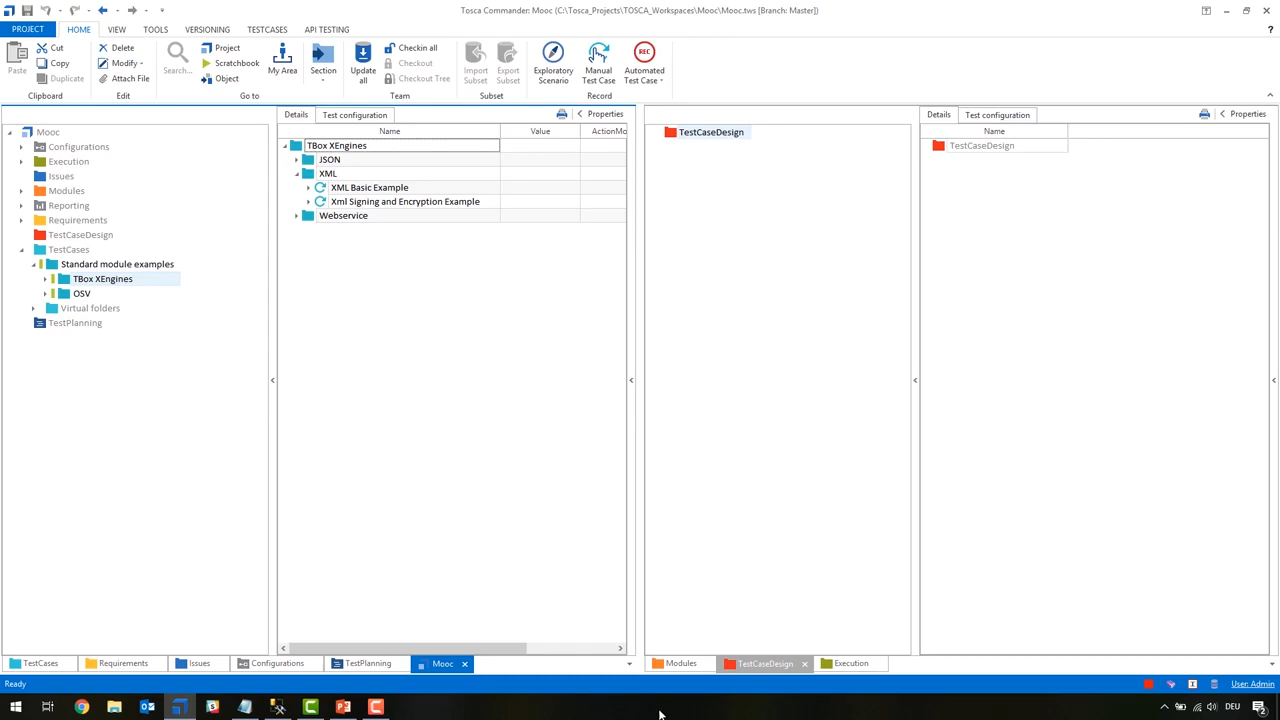 Tosca Commander: Mooc (C:\Tosca_Projects\TOSCA_Workspaces\Mooc\Mooc.tws [Branch: Master])
PROJECT HOME VIEW TOOLS VERSIONING TESTCASES API TESTING ?
Paste
Cut
Copy
Duplicate
Clipboard
Delete
Modify
Attach File
Edit
Search...
Project
Scratchbook
Object
My Area
Section
Go to
Update all
Checkin all
Checkout
Checkout Tree
Team
Import Subset
Export Subset
Subset
Exploratory Scenario
Manual Test Case
REC
Automated Test Case
Record
Mooc
Configurations
Execution
Issues
Modules
Reporting
Requirements
TestCaseDesign
TestCases
Standard module examples
TBox XEngines
OSV
Virtual folders
TestPlanning
Details Test configuration Properties
Name Value ActionMo
TBox XEngines
JSON
XML
XML Basic Example
Xml Signing and Encryption Example
Webservice
TestCaseDesign
Details Test configuration Properties
Name
TestCaseDesign
TestCases Requirements Issues Configurations TestPlanning Mooc
Modules TestCaseDesign Execution
Ready
User: Admin
DEU